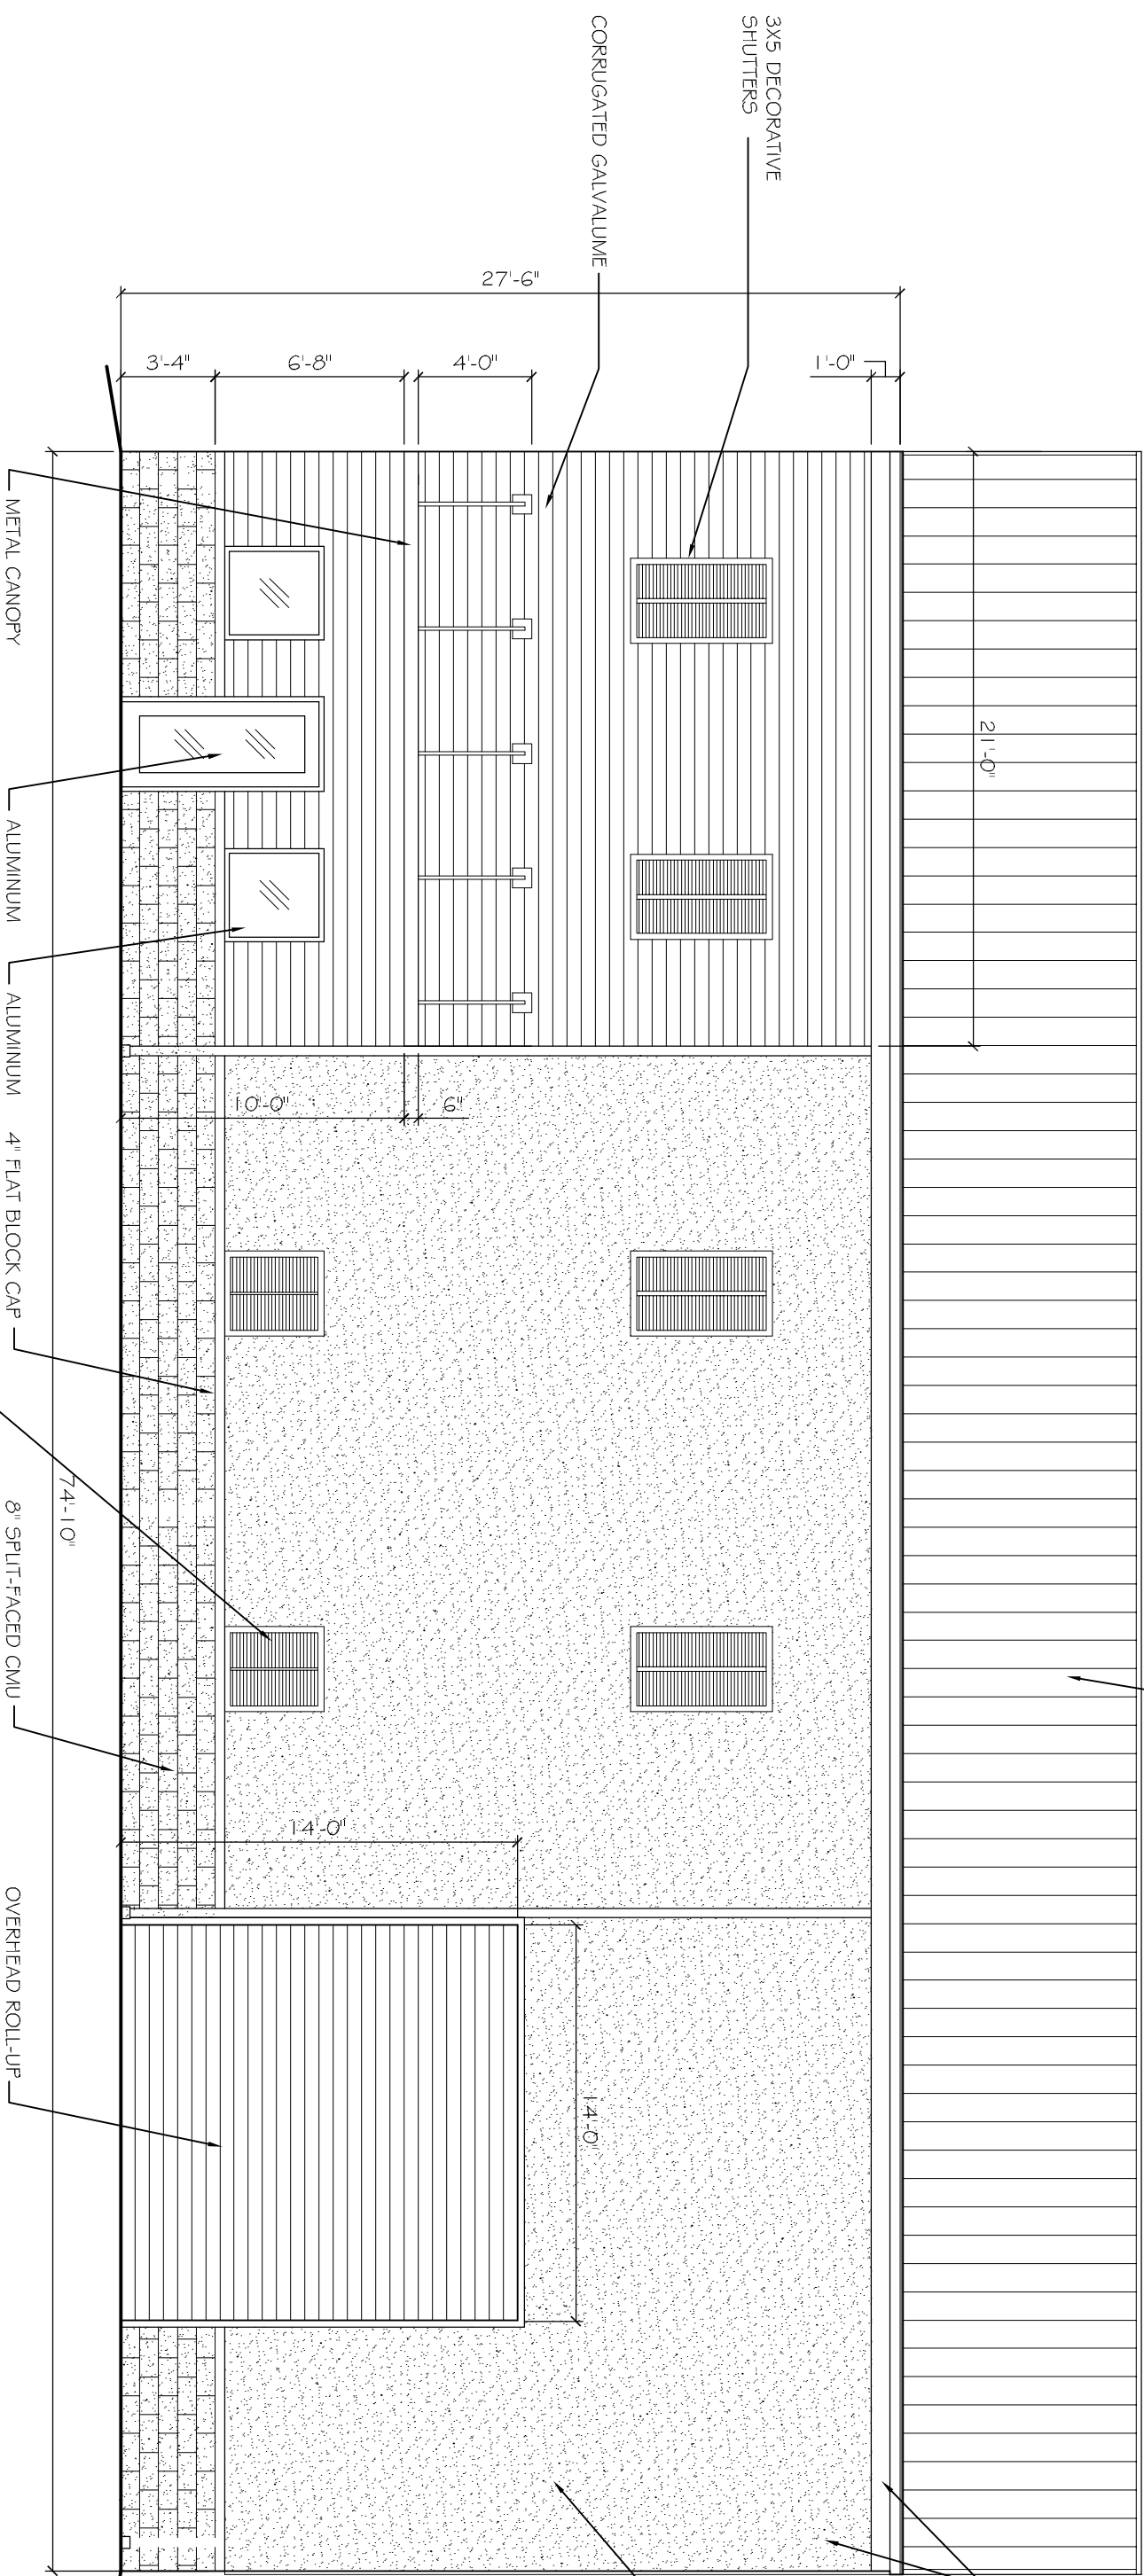 3X5 DECORATIVE
SHUTTERS
CORRUGATED GALVALUME
27'-6"
3'-4"
6'-8"
4'-0"
1'-0"
21'-0"
10'-0"
6"
14'-0"
14'-0"
74'-10"
METAL CANOPY
ALUMINUM
ALUMINUM
4" FLAT BLOCK CAP
8" SPLIT-FACED CMU
OVERHEAD ROLL-UP